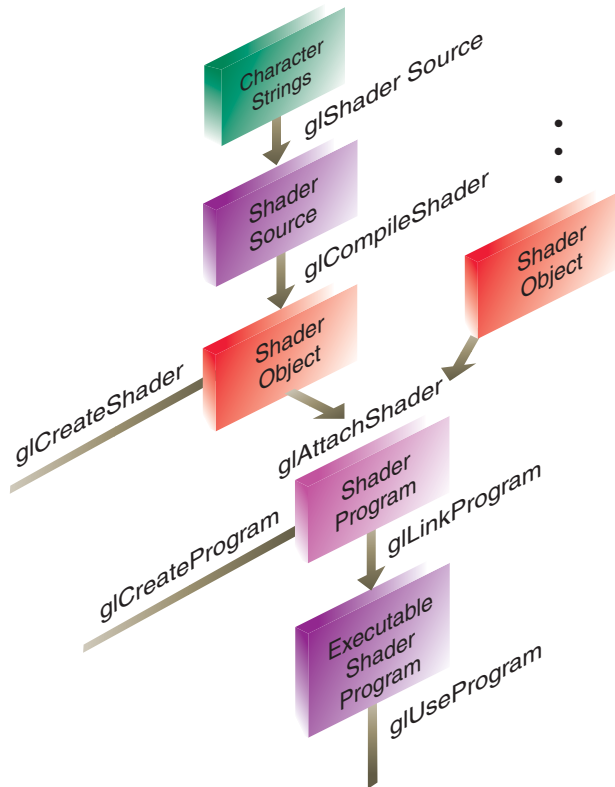 Character
Strings
glShader Source
Shader
Source
glCompileShader
Shader
Object
Shader
Object
glCreateShader
glAttachShader
Shader
Program
glLinkProgram
glCreateProgram
Executable
Shader
Program
glUseProgram